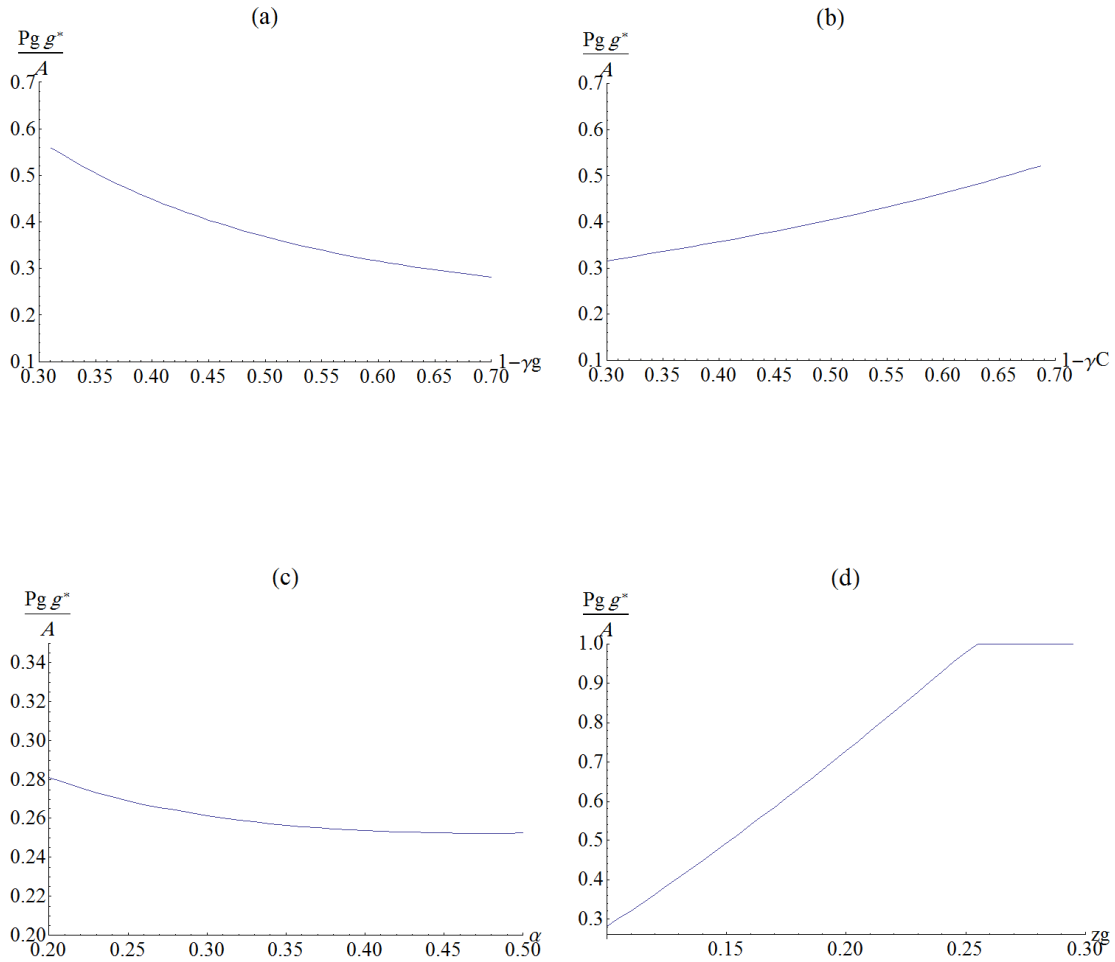 (a)
Pg g*
A
0.7
0.6
0.5
0.4
0.3
0.2
0.1
0.30 0.35 0.40 0.45 0.50 0.55 0.60 0.65 0.70
1−γg
(b)
Pg g*
A
0.7
0.6
0.5
0.4
0.3
0.2
0.1
0.30 0.35 0.40 0.45 0.50 0.55 0.60 0.65 0.70
1−γC
(c)
Pg g*
A
0.34
0.32
0.30
0.28
0.26
0.24
0.22
0.20
0.20 0.25 0.30 0.35 0.40 0.45 0.50
α
(d)
Pg g*
A
1.0
0.9
0.8
0.7
0.6
0.5
0.4
0.3
0.15 0.20 0.25 0.30
zg